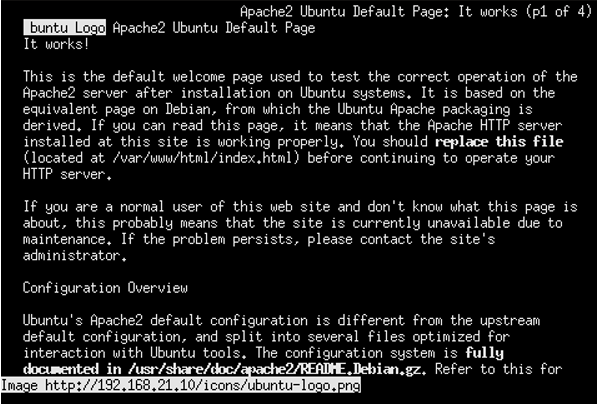 Apache2 Ubuntu Default Page: It works (p1 of 4)
buntu Logo Apache2 Ubuntu Default Page
It works!
This is the default welcome page used to test the correct operation of the
Apache2 server after installation on Ubuntu systems. It is based on the
equivalent page on Debian, from which the Ubuntu Apache packaging is
derived. If you can read this page, it means that the Apache HTTP server
installed at this site is working properly. You should replace this file
(located at /var/www/html/index.html) before continuing to operate your
HTTP server.
If you are a normal user of this web site and don't know what this page is
about, this probably means that the site is currently unavailable due to
maintenance. If the problem persists, please contact the site's
administrator.
Configuration Overview
Ubuntu's Apache2 default configuration is different from the upstream
default configuration, and split into several files optimized for
interaction with Ubuntu tools. The configuration system is fully
documented in /usr/share/doc/apache2/README.Debian.gz. Refer to this for
Image http://192.168.21.10/icons/ubuntu-logo.png